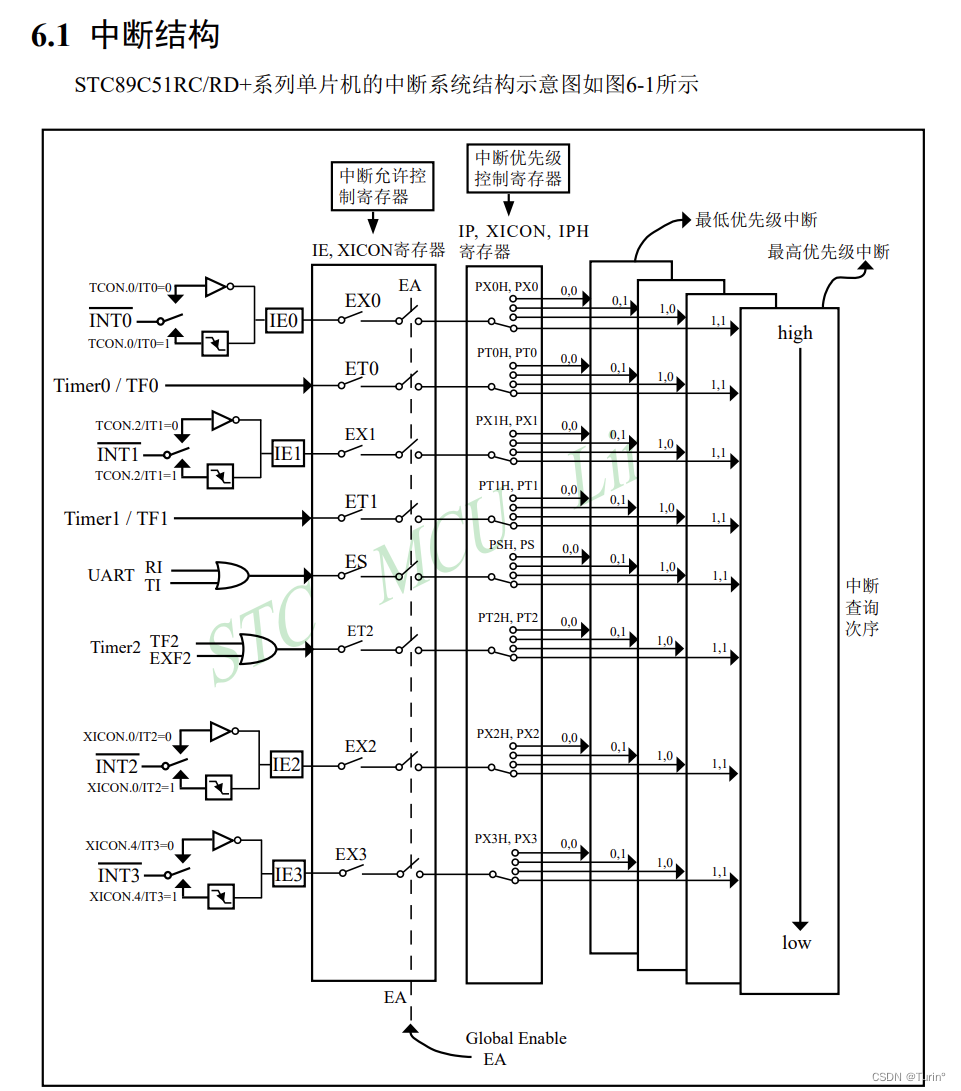 6.1 中断结构
STC89C51RC/RD+系列单片机的中断系统结构示意图如图6-1所示
中断允许控
制寄存器
中断优先级
控制寄存器
IE, XICON寄存器
IP, XICON, IPH
寄存器
最低优先级中断
最高优先级中断
EA
TCON.0/IT0=0
INT0
TCON.0/IT0=1
IE0
EX0
PX0H, PX0
0,0
0,1
1,0
1,1
high
Timer0 / TF0
ET0
PT0H, PT0
0,0
0,1
1,0
1,1
TCON.2/IT1=0
INT1
TCON.2/IT1=1
IE1
EX1
PX1H, PX1
0,0
0,1
1,0
1,1
Timer1 / TF1
ET1
PT1H, PT1
0,0
0,1
1,0
1,1
UART
RI
TI
ES
PSH, PS
0,0
0,1
1,0
1,1
中断
查询
次序
Timer2
TF2
EXF2
ET2
PT2H, PT2
0,0
0,1
1,0
1,1
XICON.0/IT2=0
INT2
XICON.0/IT2=1
IE2
EX2
PX2H, PX2
0,0
0,1
1,0
1,1
XICON.4/IT3=0
INT3
XICON.4/IT3=1
IE3
EX3
PX3H, PX3
0,0
0,1
1,0
1,1
low
EA
Global Enable
EA
STC MCU
CSDN @Turin°